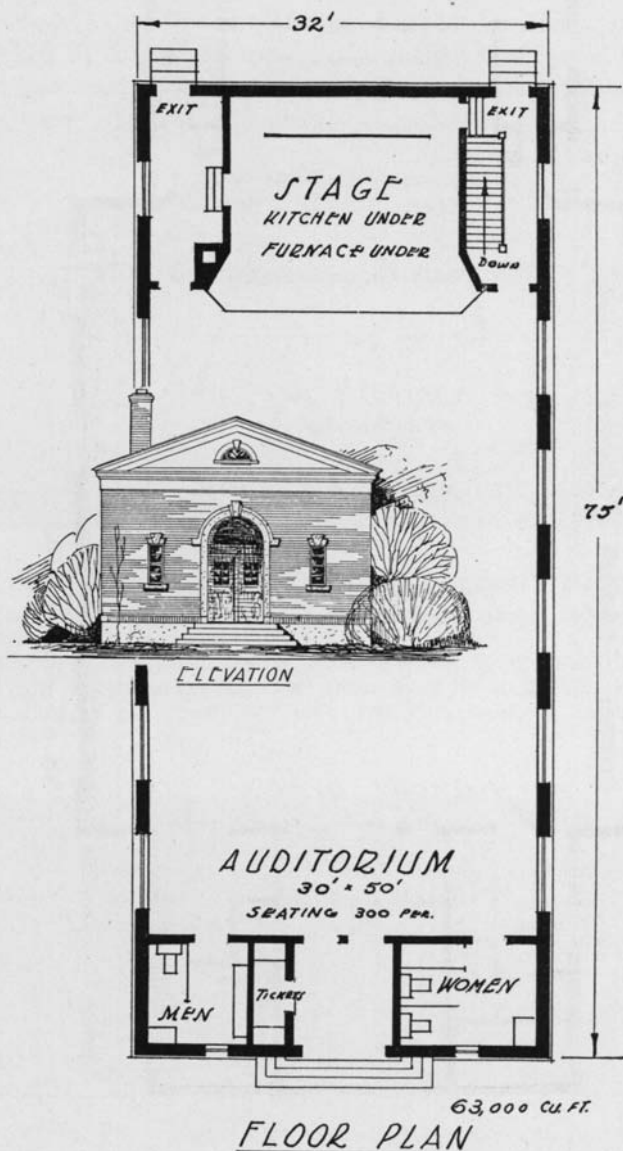 32'
EXIT
EXIT
STAGE
KITCHEN UNDER
FURNACE UNDER
DOWN
75'
ELEVATION
AUDITORIUM
30' x 50'
SEATING 300 PER.
MEN
TICKETS
WOMEN
63,000 CU. FT.
FLOOR PLAN